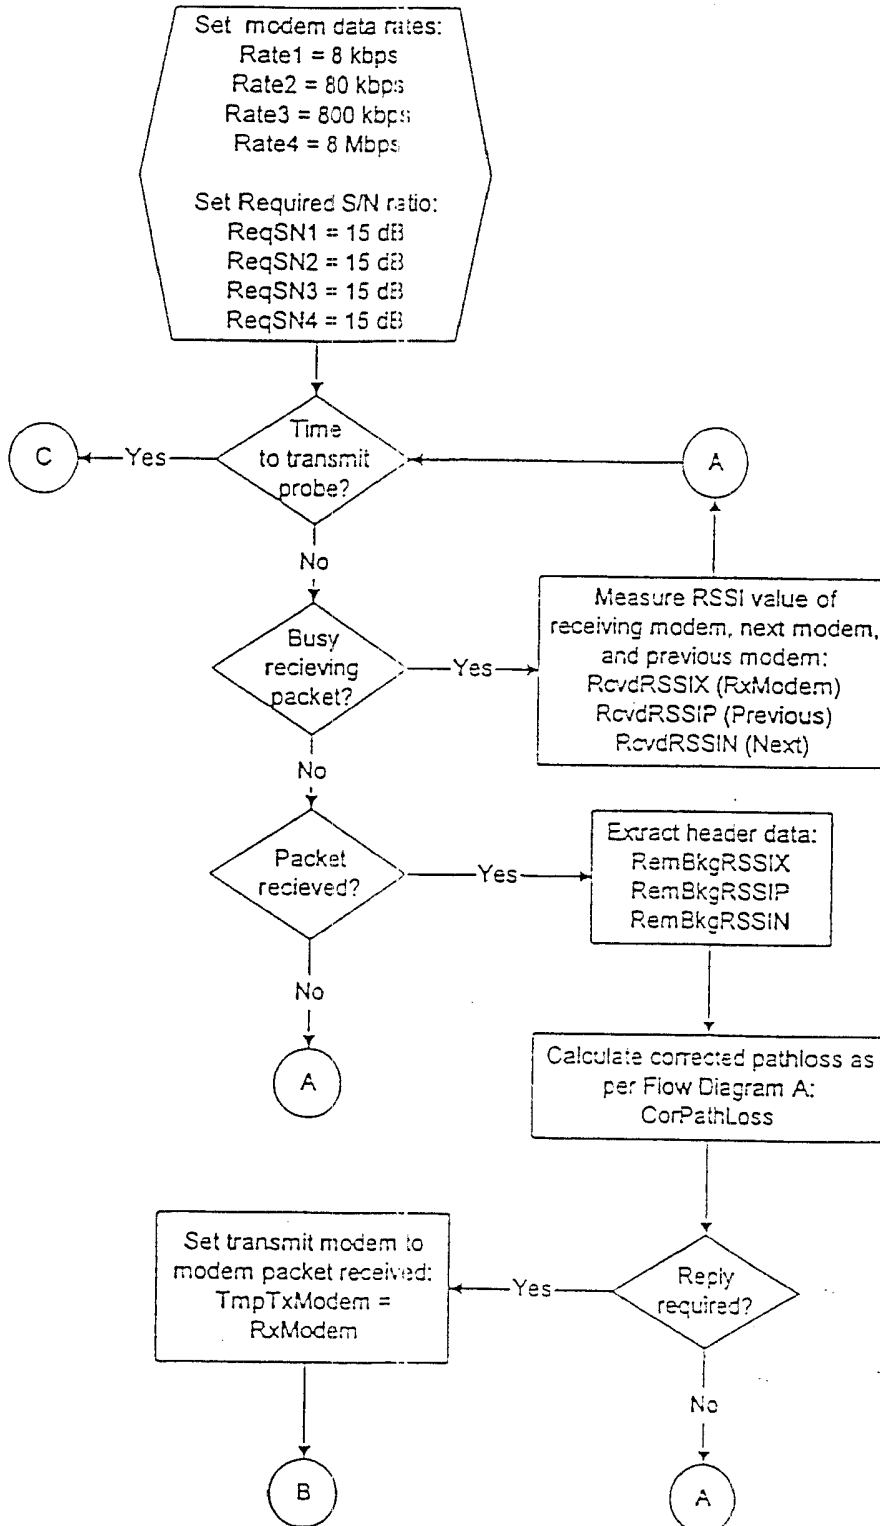 Set modem data rates:
Rate1 = 8 kbps
Rate2 = 80 kbps
Rate3 = 800 kbps
Rate4 = 8 Mbps
Set Required S/N ratio:
ReqSN1 = 15 dB
ReqSN2 = 15 dB
ReqSN3 = 15 dB
ReqSN4 = 15 dB
C
Yes
Time
to transmit
probe?
A
No
Busy
recieving
packet?
Yes
Measure RSSI value of
receiving modem, next modem,
and previous modem:
RcvdRSSIX (RxModem)
RcvdRSSIP (Previous)
RcvdRSSIN (Next)
No
Packet
recieved?
Yes
Extract header data:
RemBkgRSSIX
RemBkgRSSIP
RemBkgRSSIN
No
A
Calculate corrected pathloss as
per Flow Diagram A:
CorPathLoss
Reply
required?
Yes
Set transmit modem to
modem packet received:
TmpTxModem =
RxModem
No
B
A